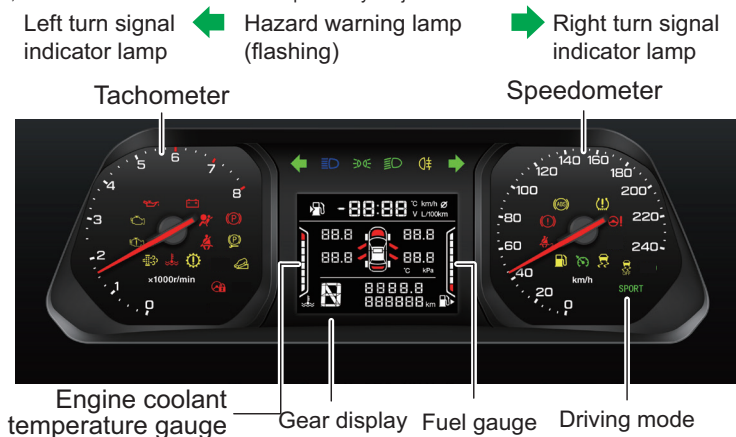 Left turn signal
indicator lamp
Hazard warning lamp
(flashing)
Right turn signal
indicator lamp
Tachometer
Speedometer
0
1
2
3
4
5
6
7
8
×1000r/min
-88:88
℃ km/h ø
V L/100km
88.8
88.8
88.8
88.8
℃ kPa
N
8888.8
888888 km
0
20
40
60
80
100
120
140
160
180
200
220
240
km/h
ABS
OFF
SPORT
Engine coolant
temperature gauge
Gear display
Fuel gauge
Driving mode